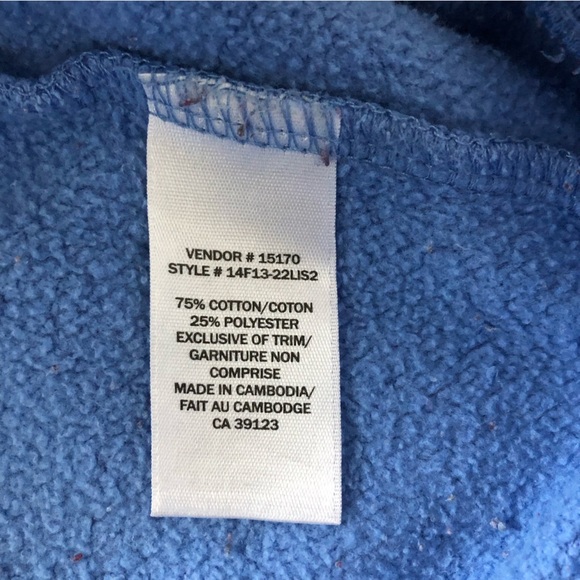 VENDOR # 15170
STYLE # 14F13-22LIS2
75% COTTON/COTON
25% POLYESTER
EXCLUSIVE OF TRIM/
GARNITURE NON
COMPRISE
MADE IN CAMBODIA/
FAIT AU CAMBODGE
CA 39123